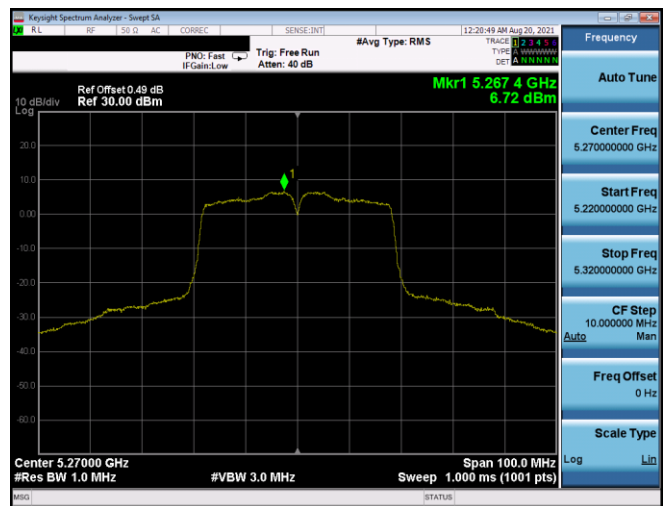 Keysight Spectrum Analyzer - Swept SA
RL RF 50 Ω AC CORREC SENSE:INT 12:20:49 AM Aug 20, 2021
#Avg Type: RMS TRACE 1 2 3 4 5 6
PNO: Fast Trig: Free Run TYPE A WWWWW
IFGain:Low Atten: 40 dB DET A N N N N N
Mkr1 5.267 4 GHz
6.72 dBm
Ref Offset 0.49 dB
10 dB/div Ref 30.00 dBm
Log
20.0
10.0
1
0.00
-10.0
-20.0
-30.0
-40.0
-50.0
-60.0
Center 5.27000 GHz Span 100.0 MHz
#Res BW 1.0 MHz #VBW 3.0 MHz Sweep 1.000 ms (1001 pts)
MSG STATUS
Frequency
Auto Tune
Center Freq
5.270000000 GHz
Start Freq
5.220000000 GHz
Stop Freq
5.320000000 GHz
CF Step
10.000000 MHz
Auto Man
Freq Offset
0 Hz
Scale Type
Log Lin